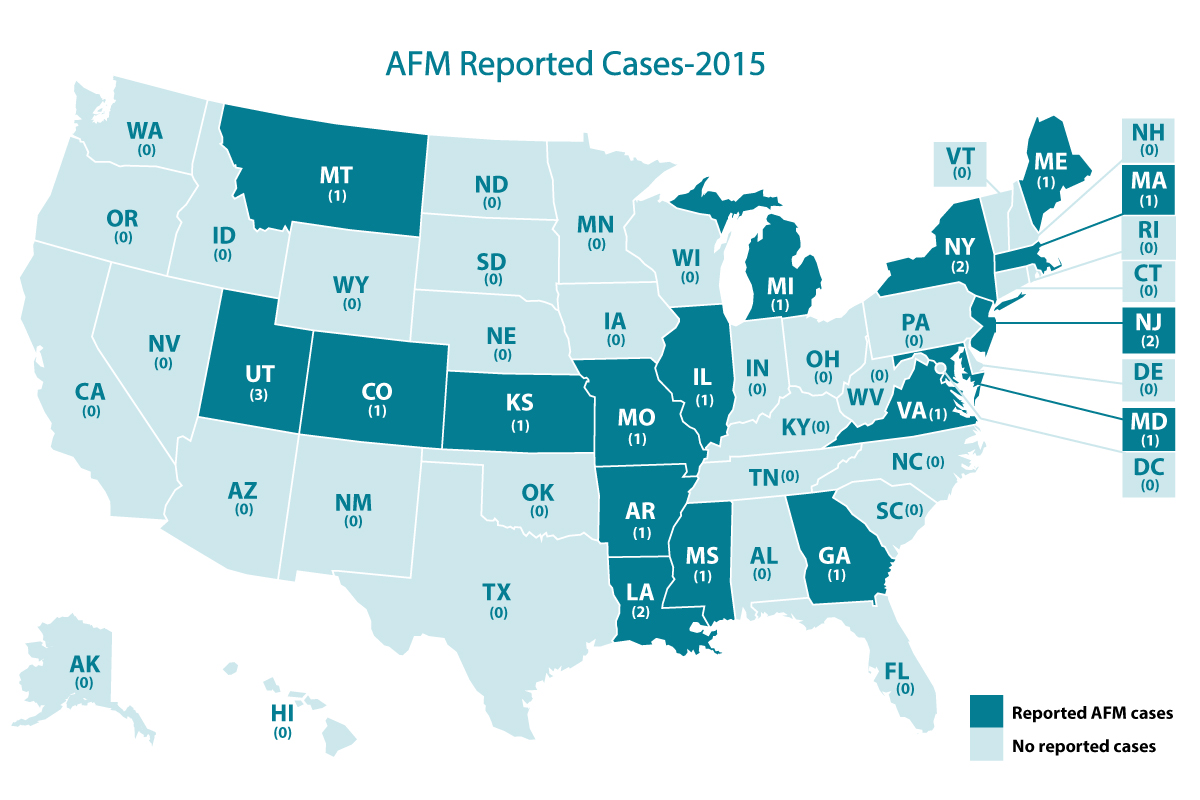 AFM Reported Cases-2015
WA
(0)
MT
(1)
ND
(0)
MN
(0)
VT
(0)
ME
(1)
NH
(0)
MA
(1)
OR
(0)
ID
(0)
SD
(0)
WI
(0)
NY
(2)
RI
(0)
WY
(0)
MI
(1)
CT
(0)
NV
(0)
NE
(0)
IA
(0)
PA
(0)
NJ
(2)
CA
(0)
UT
(3)
CO
(1)
KS
(1)
MO
(1)
IL
(1)
IN
(0)
OH
(0)
(0)
WV
VA(1)
DE
(0)
MD
(1)
KY(0)
DC
(0)
AZ
(0)
NM
(0)
OK
(0)
AR
(1)
TN(0)
NC(0)
SC(0)
TX
(0)
LA
(2)
MS
(1)
AL
(0)
GA
(1)
FL
(0)
AK
(0)
HI
(0)
Reported AFM cases
No reported cases